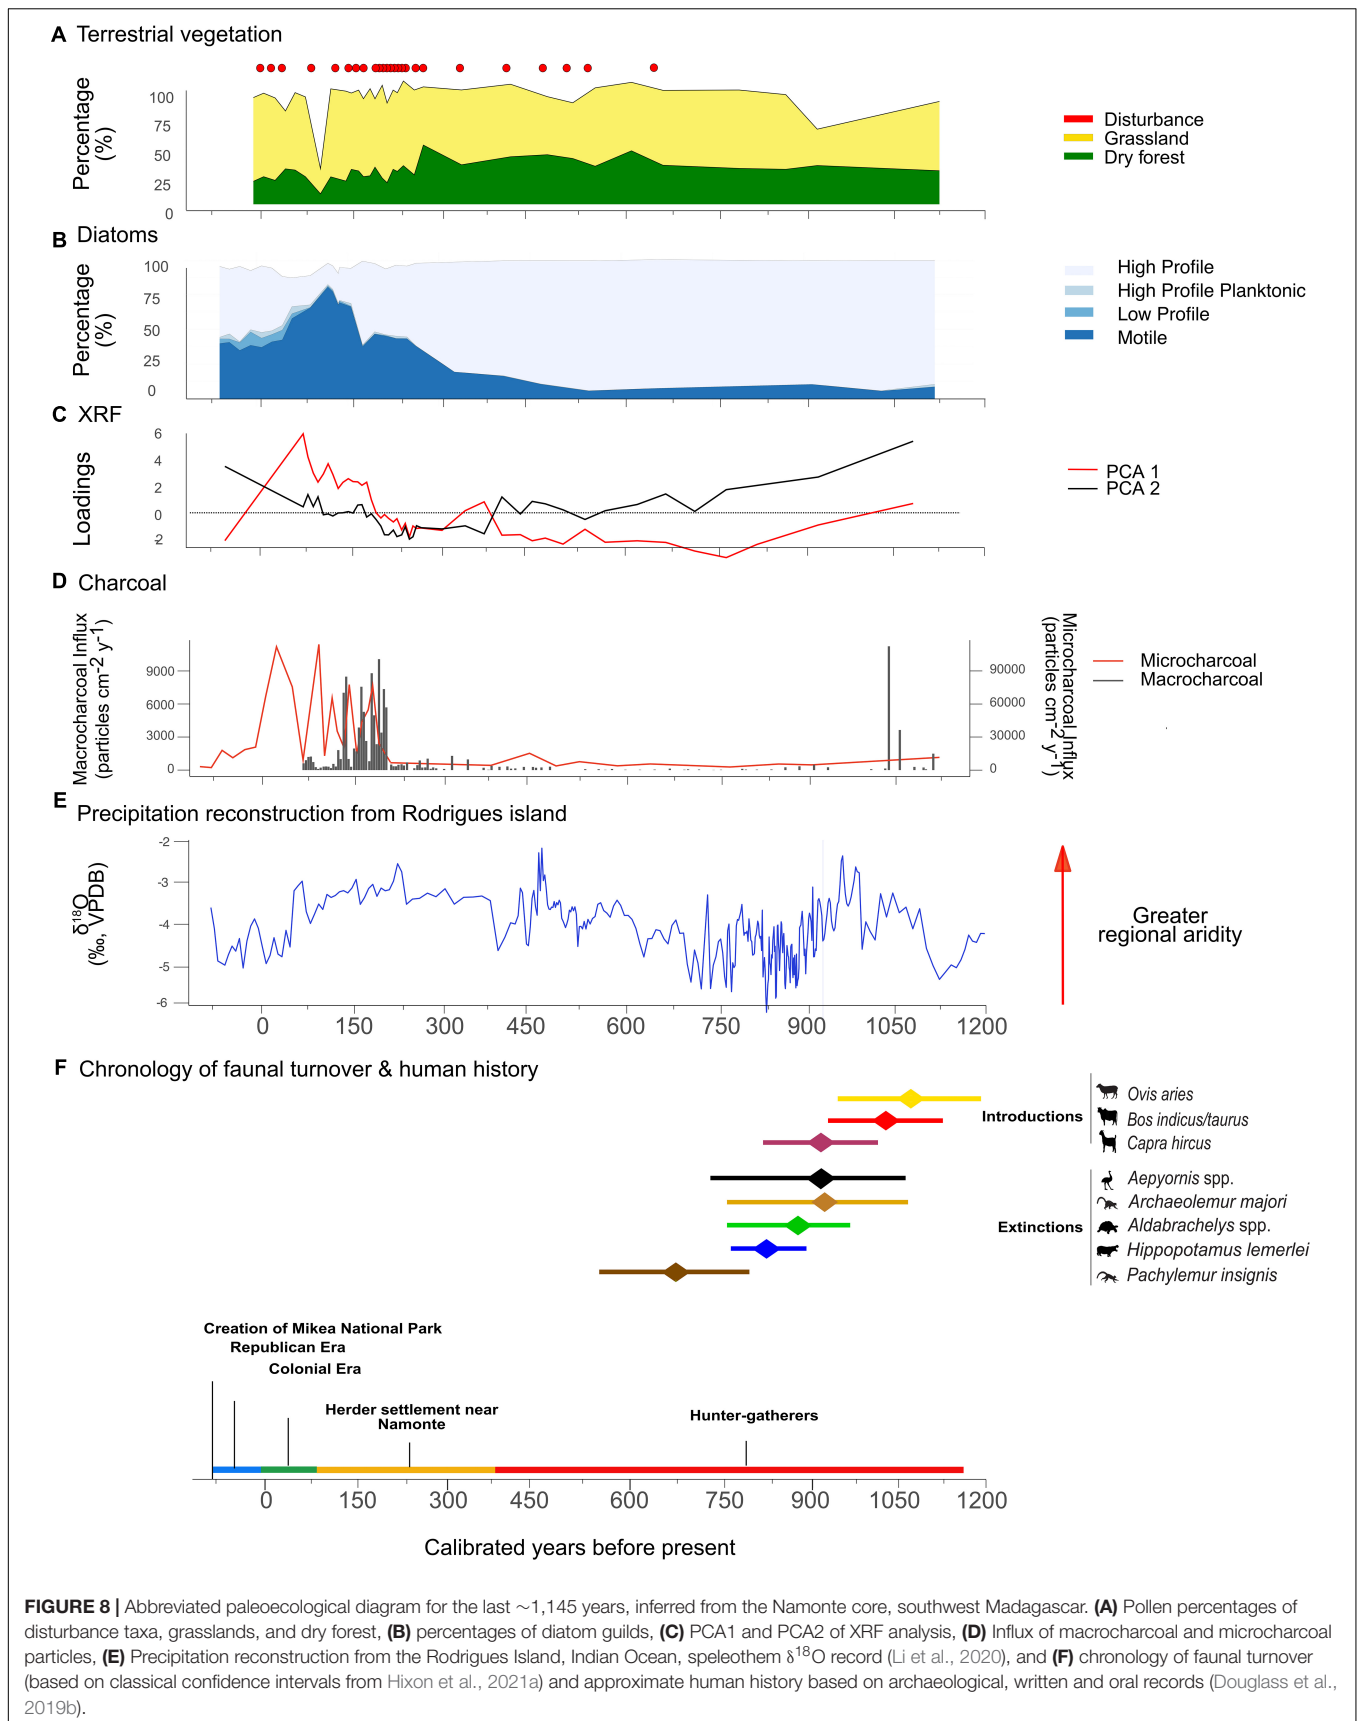 A Terrestrial vegetation
Percentage
(%)
100
75
50
25
0
Disturbance
Grassland
Dry forest
B Diatoms
Percentage
(%)
100
75
50
25
0
High Profile
High Profile Planktonic
Low Profile
Motile
C XRF
Loadings
6
4
2
0
2
PCA 1
PCA 2
D Charcoal
Macrocharcoal Influx
(particles cm-2 y-1)
9000
6000
3000
0
90000
60000
30000
0
Microcharcoal Influx
(particles cm-2 y-1)
Microcharcoal
Macrocharcoal
E Precipitation reconstruction from Rodrigues island
δ18O
(‰, VPDB)
-2
-3
-4
-5
-6
Greater
regional aridity
0 150 300 450 600 750 900 1050 1200
F Chronology of faunal turnover & human history
Introductions
Ovis aries
Bos indicus/taurus
Capra hircus
Extinctions
Aepyornis spp.
Archaeolemur majori
Aldabrachelys spp.
Hippopotamus lemerlei
Pachylemur insignis
Creation of Mikea National Park
Republican Era
Colonial Era
Herder settlement near
Namonte
Hunter-gatherers
0 150 300 450 600 750 900 1050 1200
Calibrated years before present
FIGURE 8 | Abbreviated paleoecological diagram for the last ∼1,145 years, inferred from the Namonte core, southwest Madagascar. (A) Pollen percentages of
disturbance taxa, grasslands, and dry forest, (B) percentages of diatom guilds, (C) PCA1 and PCA2 of XRF analysis, (D) Influx of macrocharcoal and microcharcoal
particles, (E) Precipitation reconstruction from the Rodrigues Island, Indian Ocean, speleothem δ18O record (Li et al., 2020), and (F) chronology of faunal turnover
(based on classical confidence intervals from Hixon et al., 2021a) and approximate human history based on archaeological, written and oral records (Douglass et al.,
2019b).